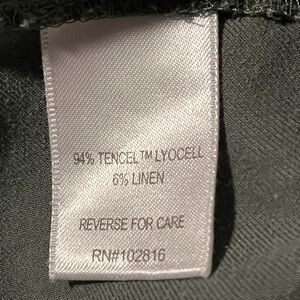 94% TENCEL™ LYOCELL
6% LINEN
REVERSE FOR CARE
RN#102816